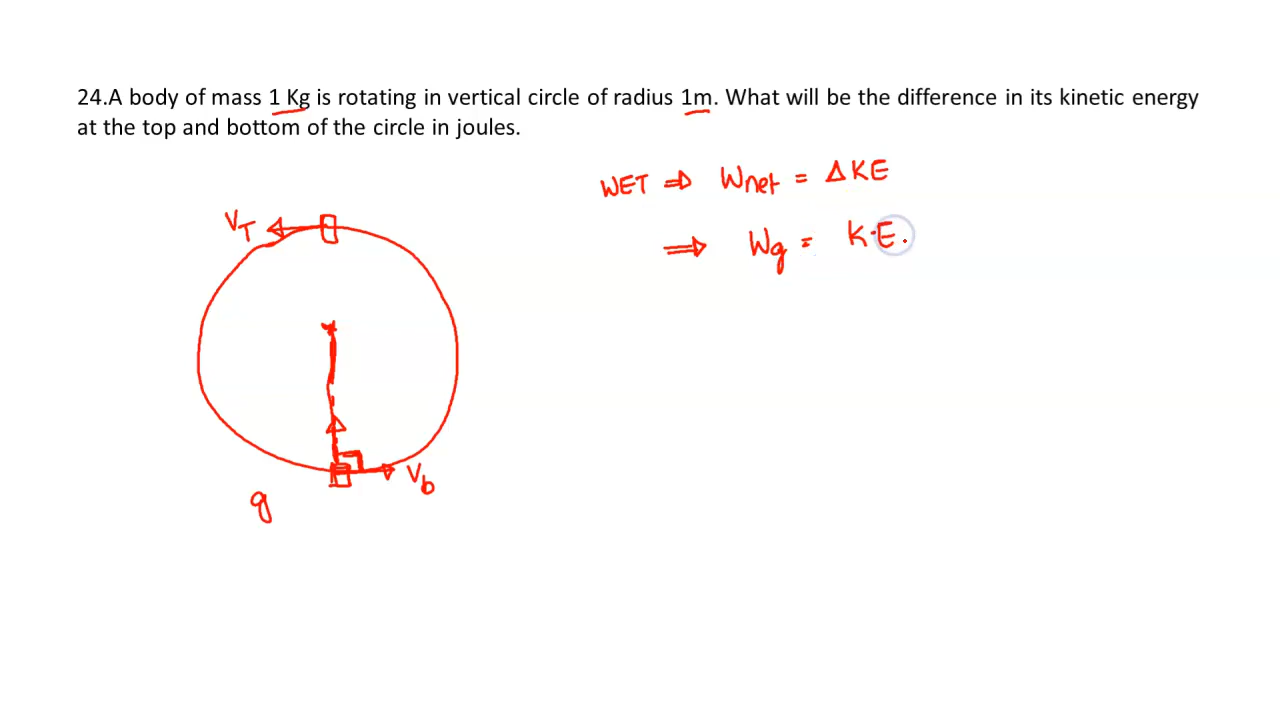 24.A body of mass 1 Kg is rotating in vertical circle of radius 1m. What will be the difference in its kinetic energy
at the top and bottom of the circle in joules.
WET ⇒ Wnet = ΔKE
⇒ Wg = K.E.
VT
Vb
g